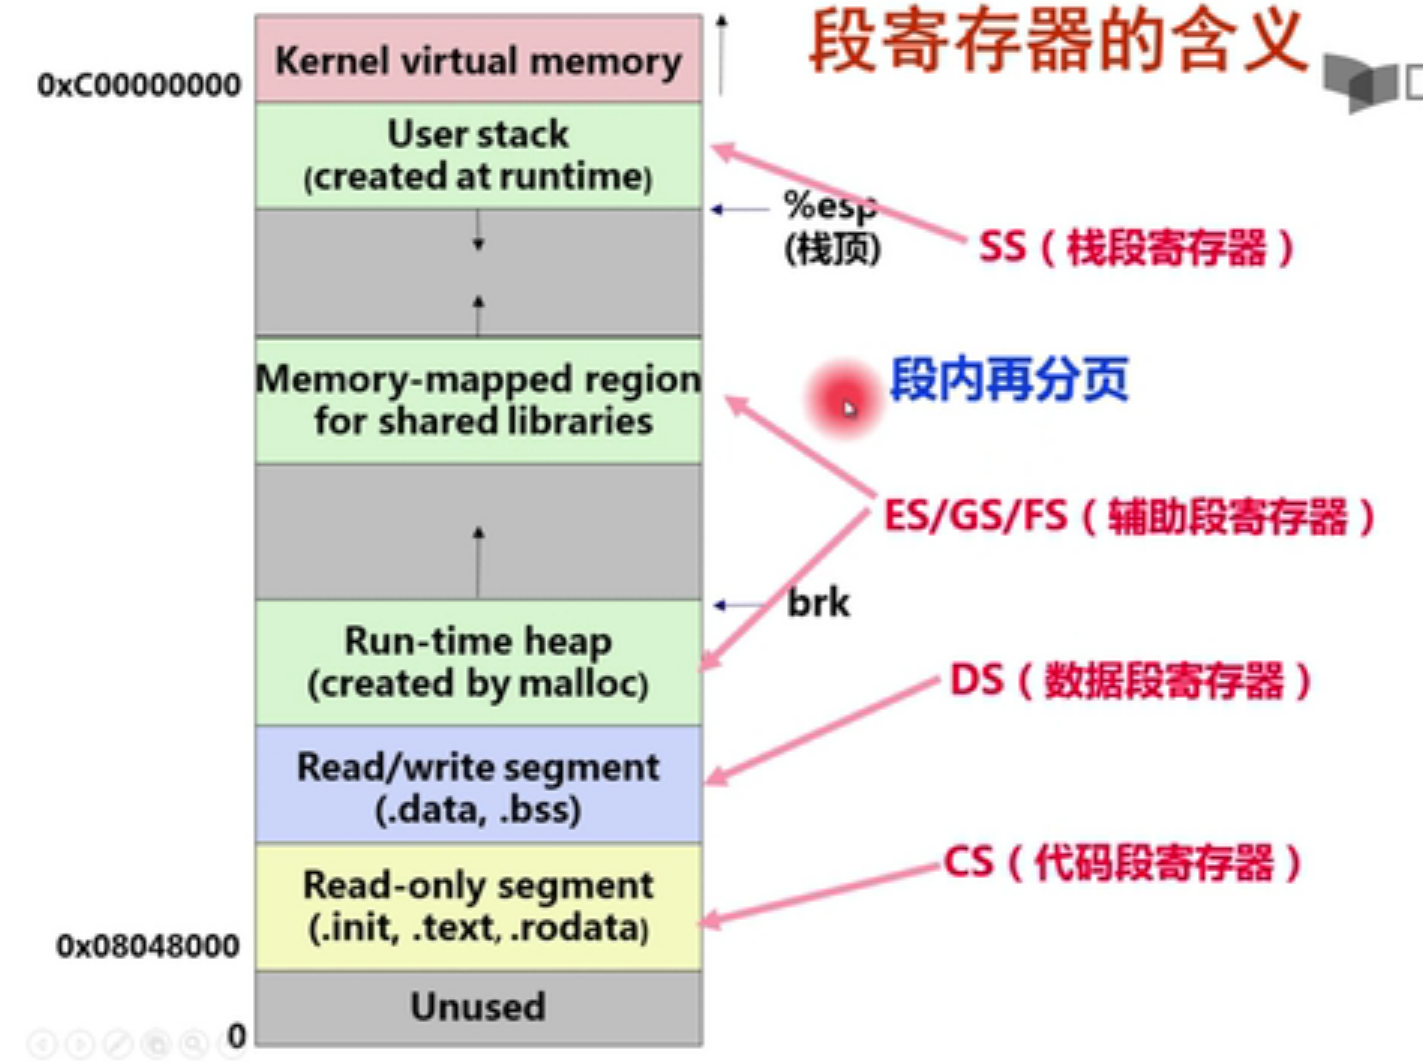 段寄存器的含义
Kernel virtual memory
0xC00000000
User stack
(created at runtime)
%esp
(栈顶)
SS（栈段寄存器）
Memory-mapped region
for shared libraries
段内再分页
ES/GS/FS（辅助段寄存器）
brk
Run-time heap
(created by malloc)
DS（数据段寄存器）
Read/write segment
(.data, .bss)
CS（代码段寄存器）
Read-only segment
(.init, .text, .rodata)
0x08048000
Unused
0